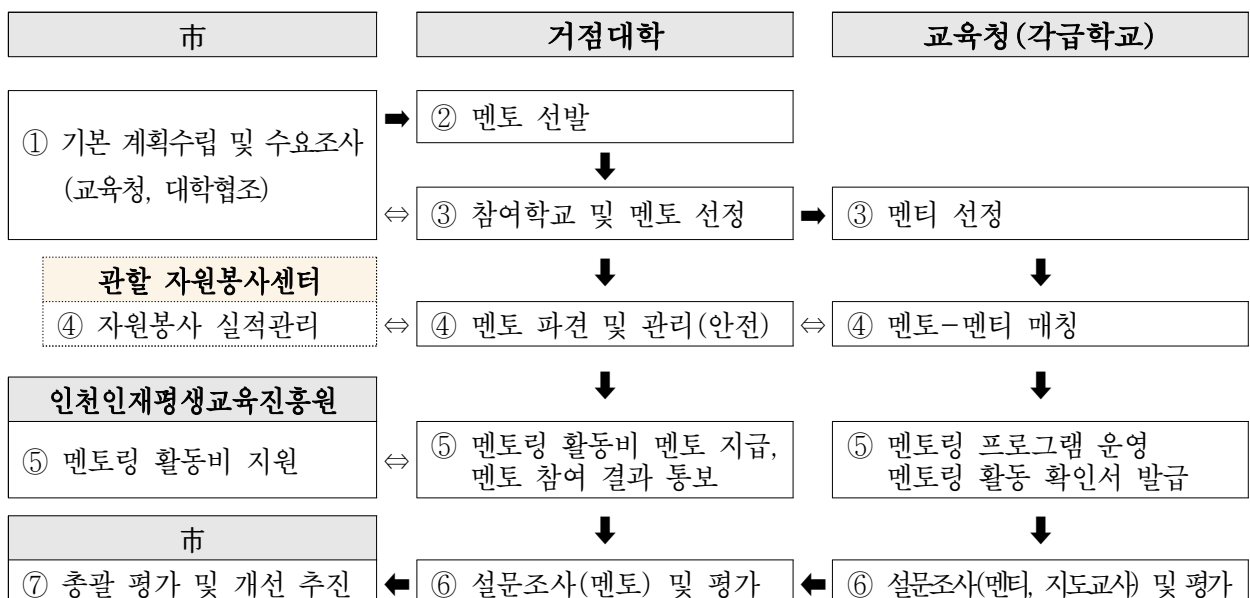 市
거점대학
교육청(각급학교)
① 기본 계획수립 및 수요조사
(교육청, 대학협조)
➡
② 멘토 선발
⬇
⇔
③ 참여학교 및 멘토 선정
➡
③ 멘티 선정
관할 자원봉사센터
⬇
⬇
④ 자원봉사 실적관리
⇔
④ 멘토 파견 및 관리(안전)
⇔
④ 멘토-멘티 매칭
⬇
⬇
인천인재평생교육진흥원
⑤ 멘토링 활동비 지원
⇔
⑤ 멘토링 활동비 멘토 지급,
멘토 참여 결과 통보
⑤ 멘토링 프로그램 운영
멘토링 활동 확인서 발급
市
⬇
⬇
⑦ 총괄 평가 및 개선 추진
⬅
⑥ 설문조사(멘토) 및 평가
⬅
⑥ 설문조사(멘티, 지도교사) 및 평가